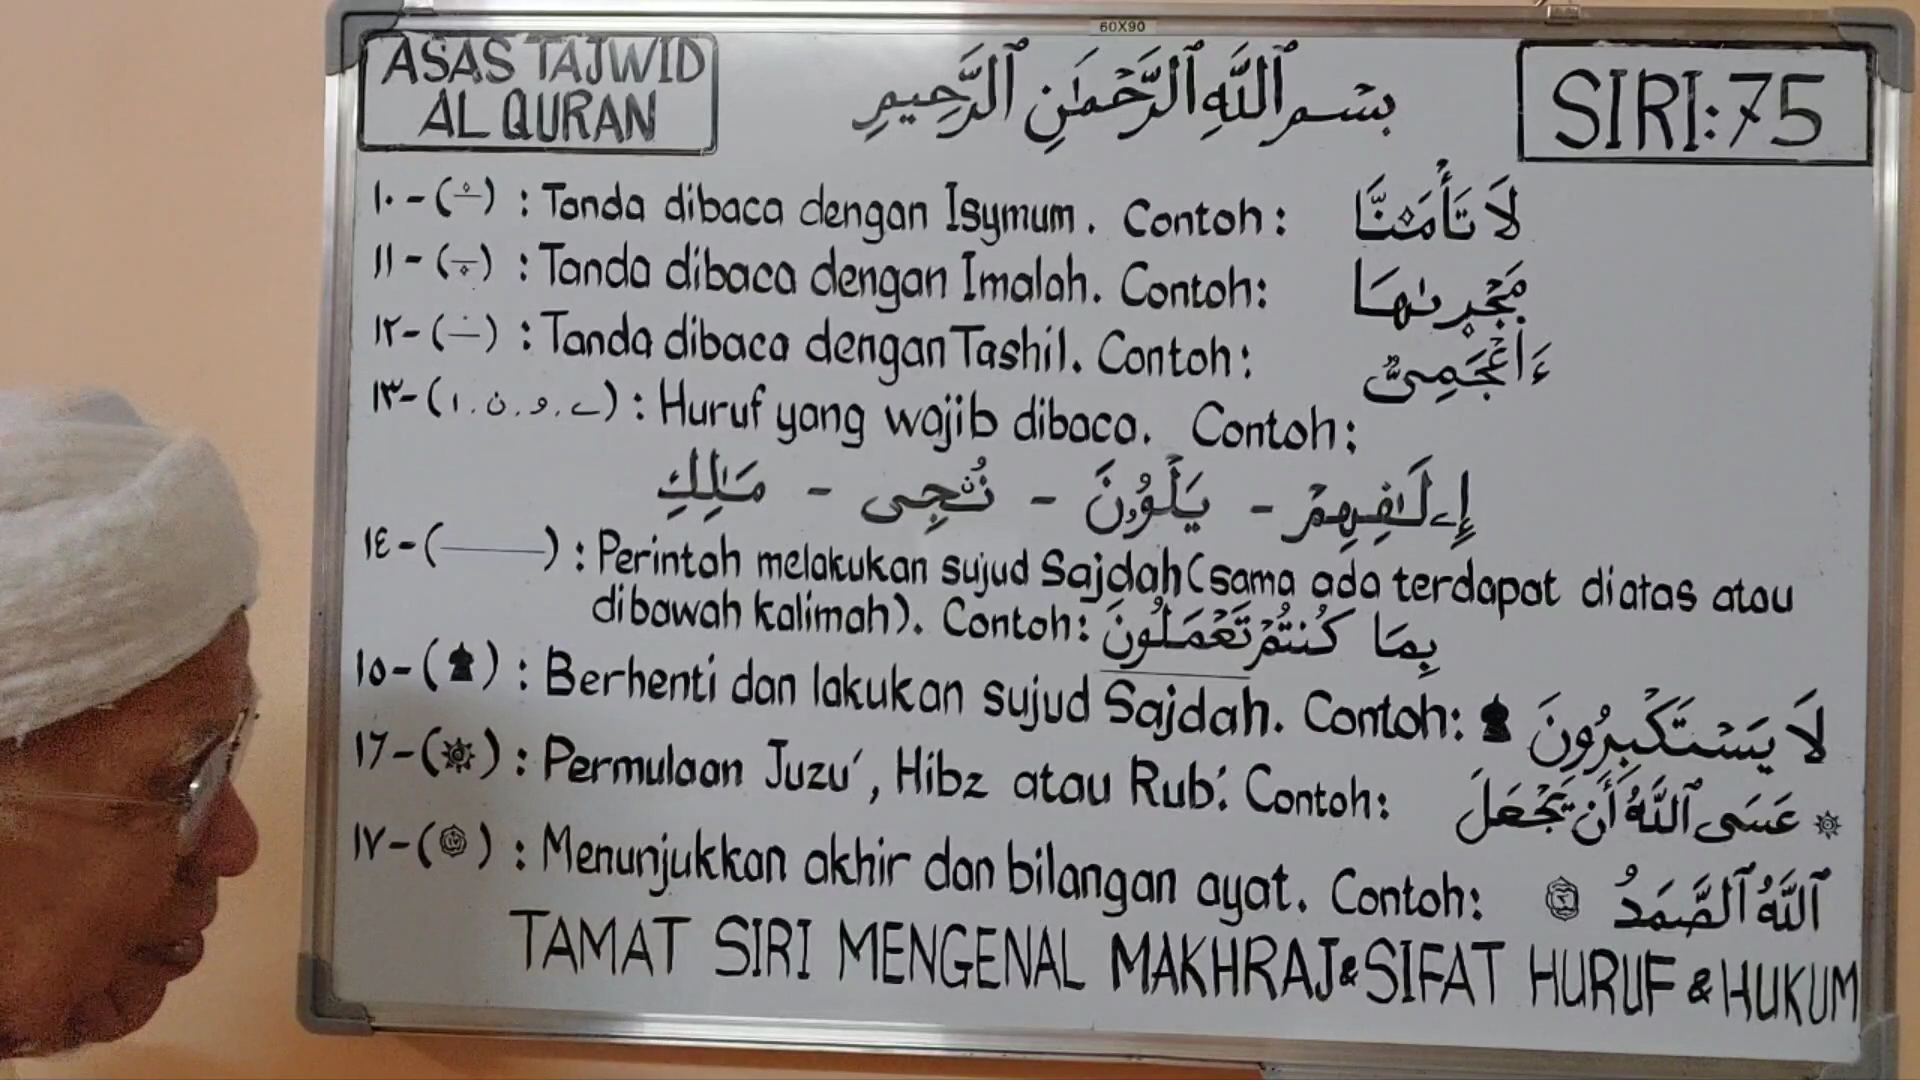 60X90
ASAS TAJWID
AL QURAN
بِسْمِ ٱللَّهِ ٱلرَّحْمَٰنِ ٱلرَّحِيمِ
SIRI:75
١٠-(۫) : Tanda dibaca dengan Isymum. Contoh: لَا تَأْمَ۫نَّا
١١-(۪) : Tanda dibaca dengan Imalah. Contoh: مَجْر۪ىٰهَا
١٢-(۬) : Tanda dibaca dengan Tashil. Contoh: ءَا۬عْجَمِىٌّ
١٣-(ا . ن . و . ے) : Huruf yang wajib dibaca. Contoh:
إِۦلَٰفِهِمْ - يَلْوُۥنَ - نُۨجِى - مَٰلِكِ
١٤-(———) : Perintah melakukan sujud Sajdah (sama ada terdapat diatas atau
dibawah kalimah). Contoh: بِمَا كُنتُمْ تَعْمَلُونَ
١٥-(۩) : Berhenti dan lakukan sujud Sajdah. Contoh: لَا يَسْتَكْبِرُونَ ۩
١٦-(۞) : Permulaan Juzu', Hibz atau Rub'. Contoh: ۞ عَسَى ٱللَّهُ أَن يَجْعَلَ
١٧-(١٧) : Menunjukkan akhir dan bilangan ayat. Contoh: ٱللَّهُ ٱلصَّمَدُ ٢
TAMAT SIRI MENGENAL MAKHRAJ & SIFAT HURUF & HUKUM